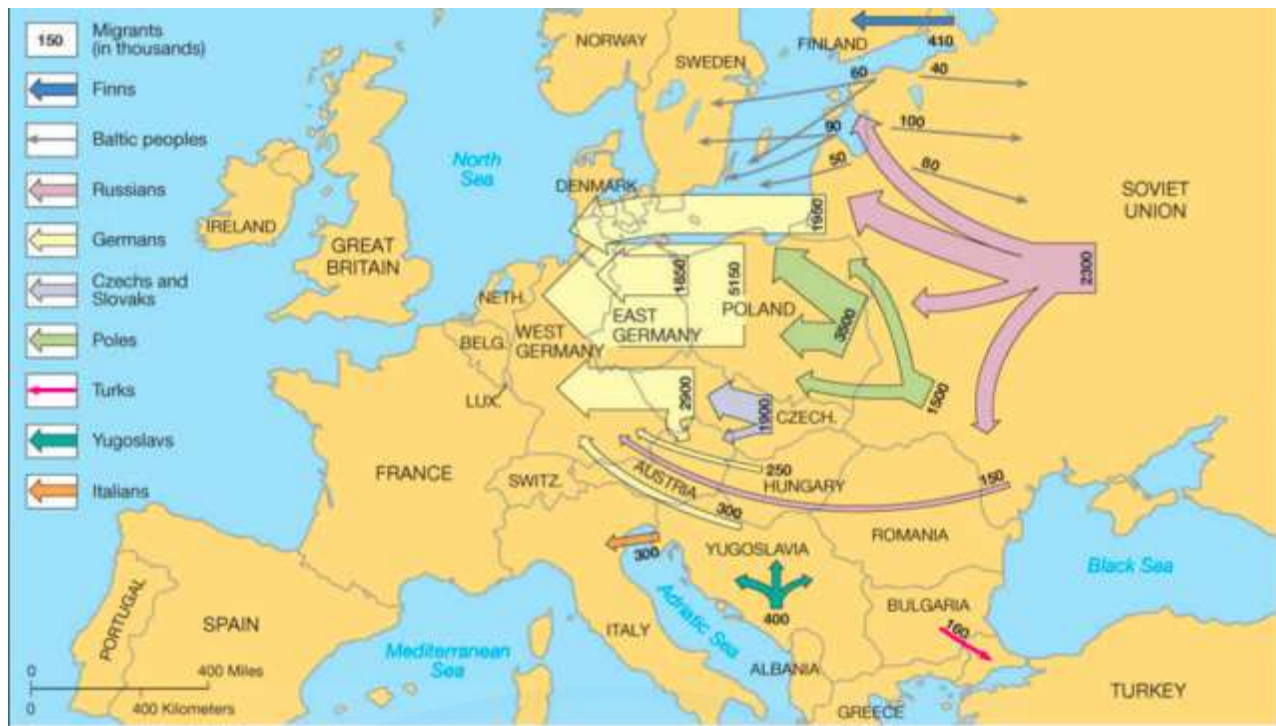 150
Migrants
(in thousands)
Finns
Baltic peoples
Russians
Germans
Czechs and
Slovaks
Poles
Turks
Yugoslavs
Italians
NORWAY
SWEDEN
FINLAND
410
60
40
100
90
50
80
North
Sea
DENMARK
SOVIET
UNION
IRELAND
GREAT
BRITAIN
1950
2300
1650
5150
NETH.
EAST
GERMANY
POLAND
3500
WEST
GERMANY
BELG.
LUX.
2900
1900
CZECH.
1500
FRANCE
SWITZ.
AUSTRIA
250
HUNGARY
150
300
ROMANIA
300
YUGOSLAVIA
Black Sea
Adriatic Sea
400
BULGARIA
160
PORTUGAL
SPAIN
ITALY
Mediterranean
Sea
ALBANIA
TURKEY
GREECE
0
400 Miles
0
400 Kilometers